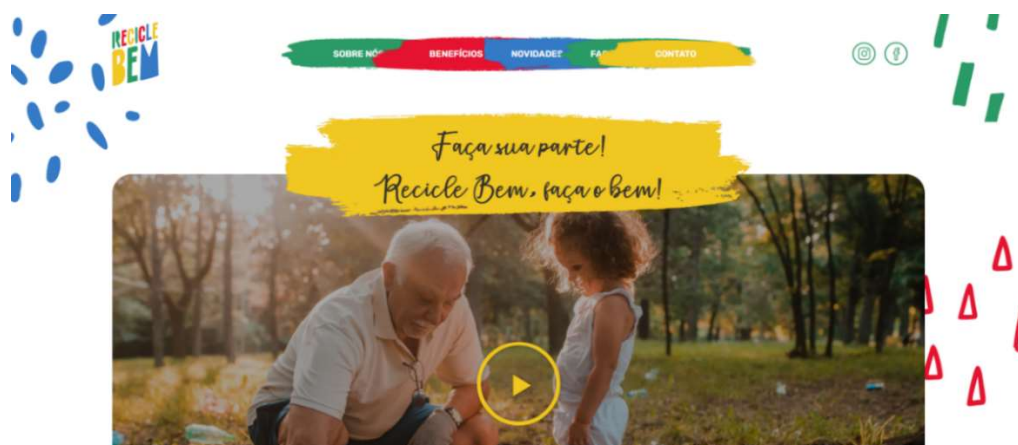 RECICLE
BEM
SOBRE NÓS
BENEFÍCIOS
NOVIDADES
CONTATO
Faça sua parte!
Recicle Bem, faça o bem!